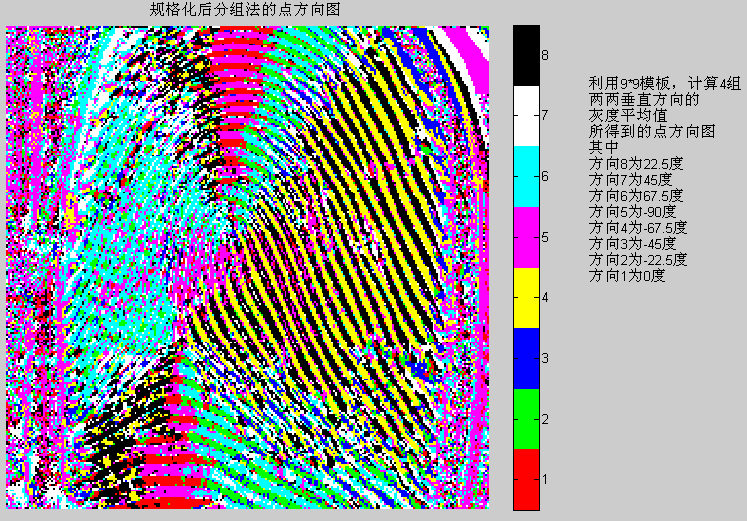 规格化后分组法的点方向图
8
7
6
5
4
3
2
1
利用9*9模板，计算4组
两两垂直方向的
灰度平均值
所得到的点方向图
其中
方向8为22.5度
方向7为45度
方向6为67.5度
方向5为-90度
方向4为-67.5度
方向3为-45度
方向2为-22.5度
方向1为0度